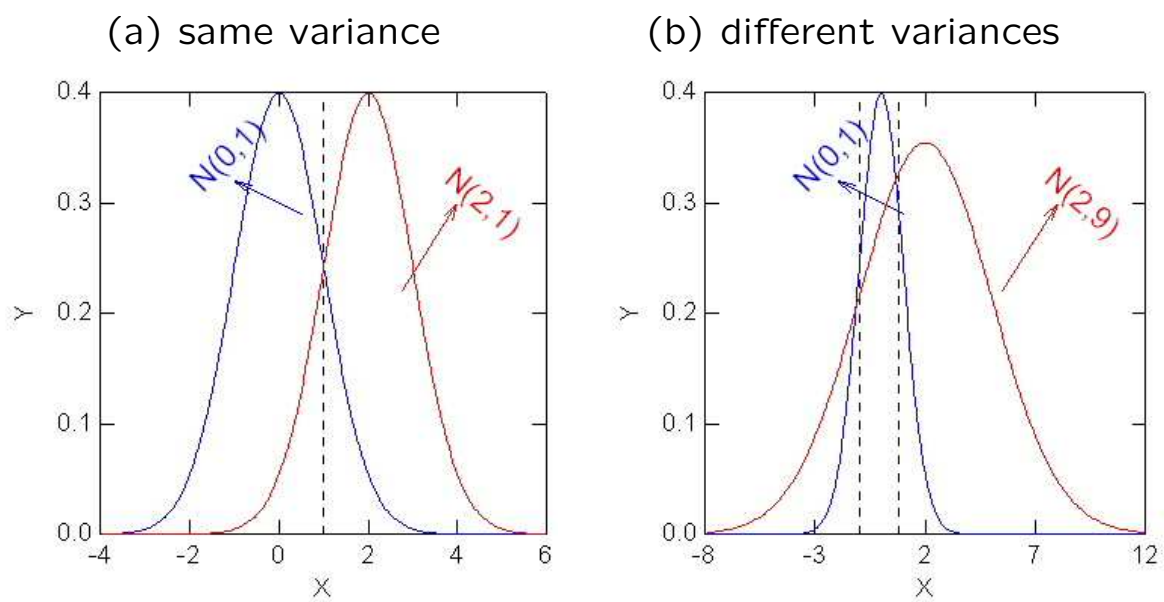 (a) same variance
0.4
0.3
0.2
0.1
0.0
Y
N(0,1)
N(2,1)
-4 -2 0 2 4 6
X
(b) different variances
0.4
0.3
0.2
0.1
0.0
Y
N(0,1)
N(2,9)
-8 -3 2 7 12
X